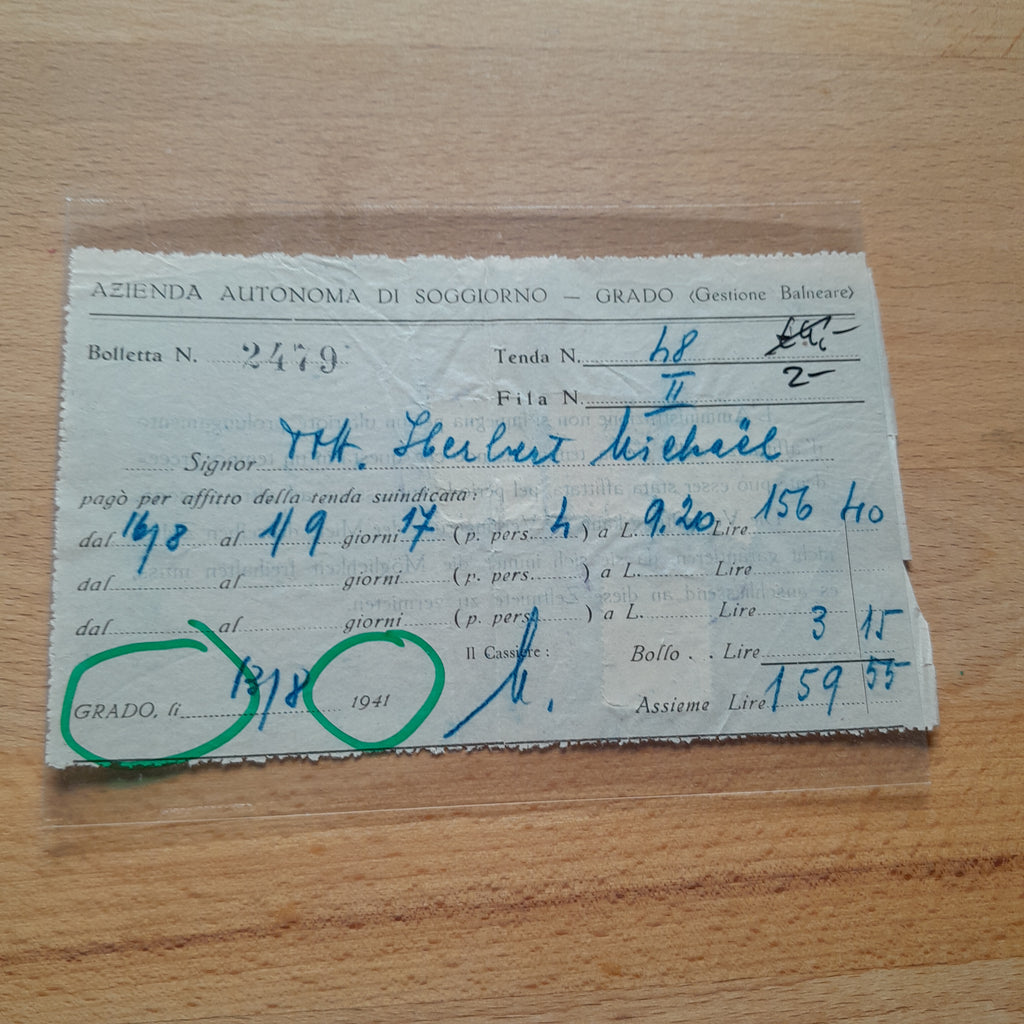 AZIENDA AUTONOMA DI SOGGIORNO — GRADO (Gestione Balneare)
Bolletta N. 2479 Tenda N. 48
Fila N. II 2-
Signor Herbert Michaël
pagò per affitto della tenda suindicata:
dal 16/8 al 1/9 giorni 17 (p. pers. 4) a L. 9.20 Lire 156 40
dal al giorni (p. pers. ) a L. Lire
dal al giorni (p. pers. ) a L. Lire
Il Cassiere: Bollo . . Lire 3 15
GRADO, lì 13/8 1941 Assieme Lire 159 55